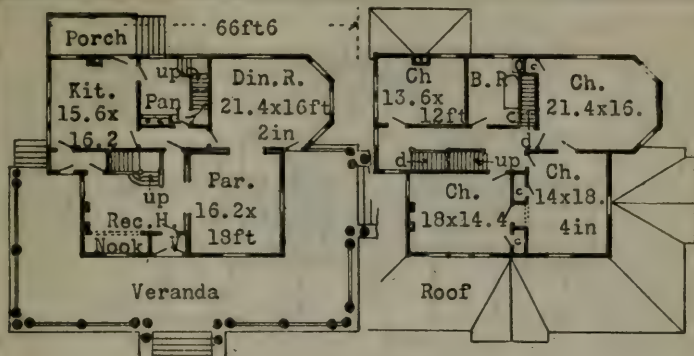 66ft6
Porch
up
Kit.
15.6x
16.2
Pan
Din.R.
21.4x16ft
2in
up
Rec.H.
Nook
Par.
16.2x
18ft
Veranda
Ch
13.6x
12ft
B.R
c
c
c
Ch.
21.4x16.
d
d
up
Ch.
18x14.4
c
c
Ch.
14x18.
4in
Roof